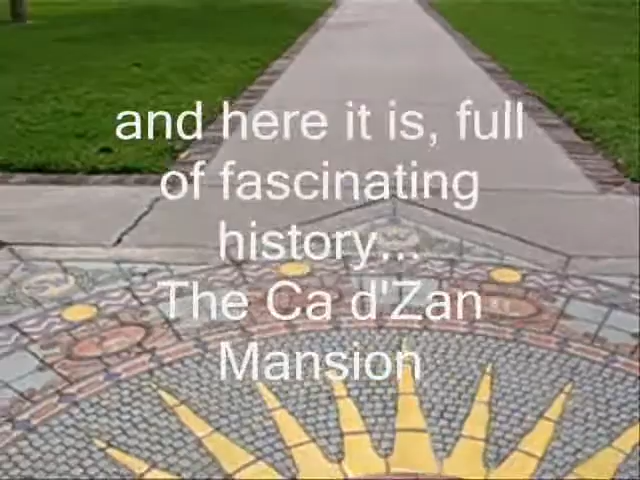 and here it is, full
of fascinating
history...
The Ca d'Zan
Mansion